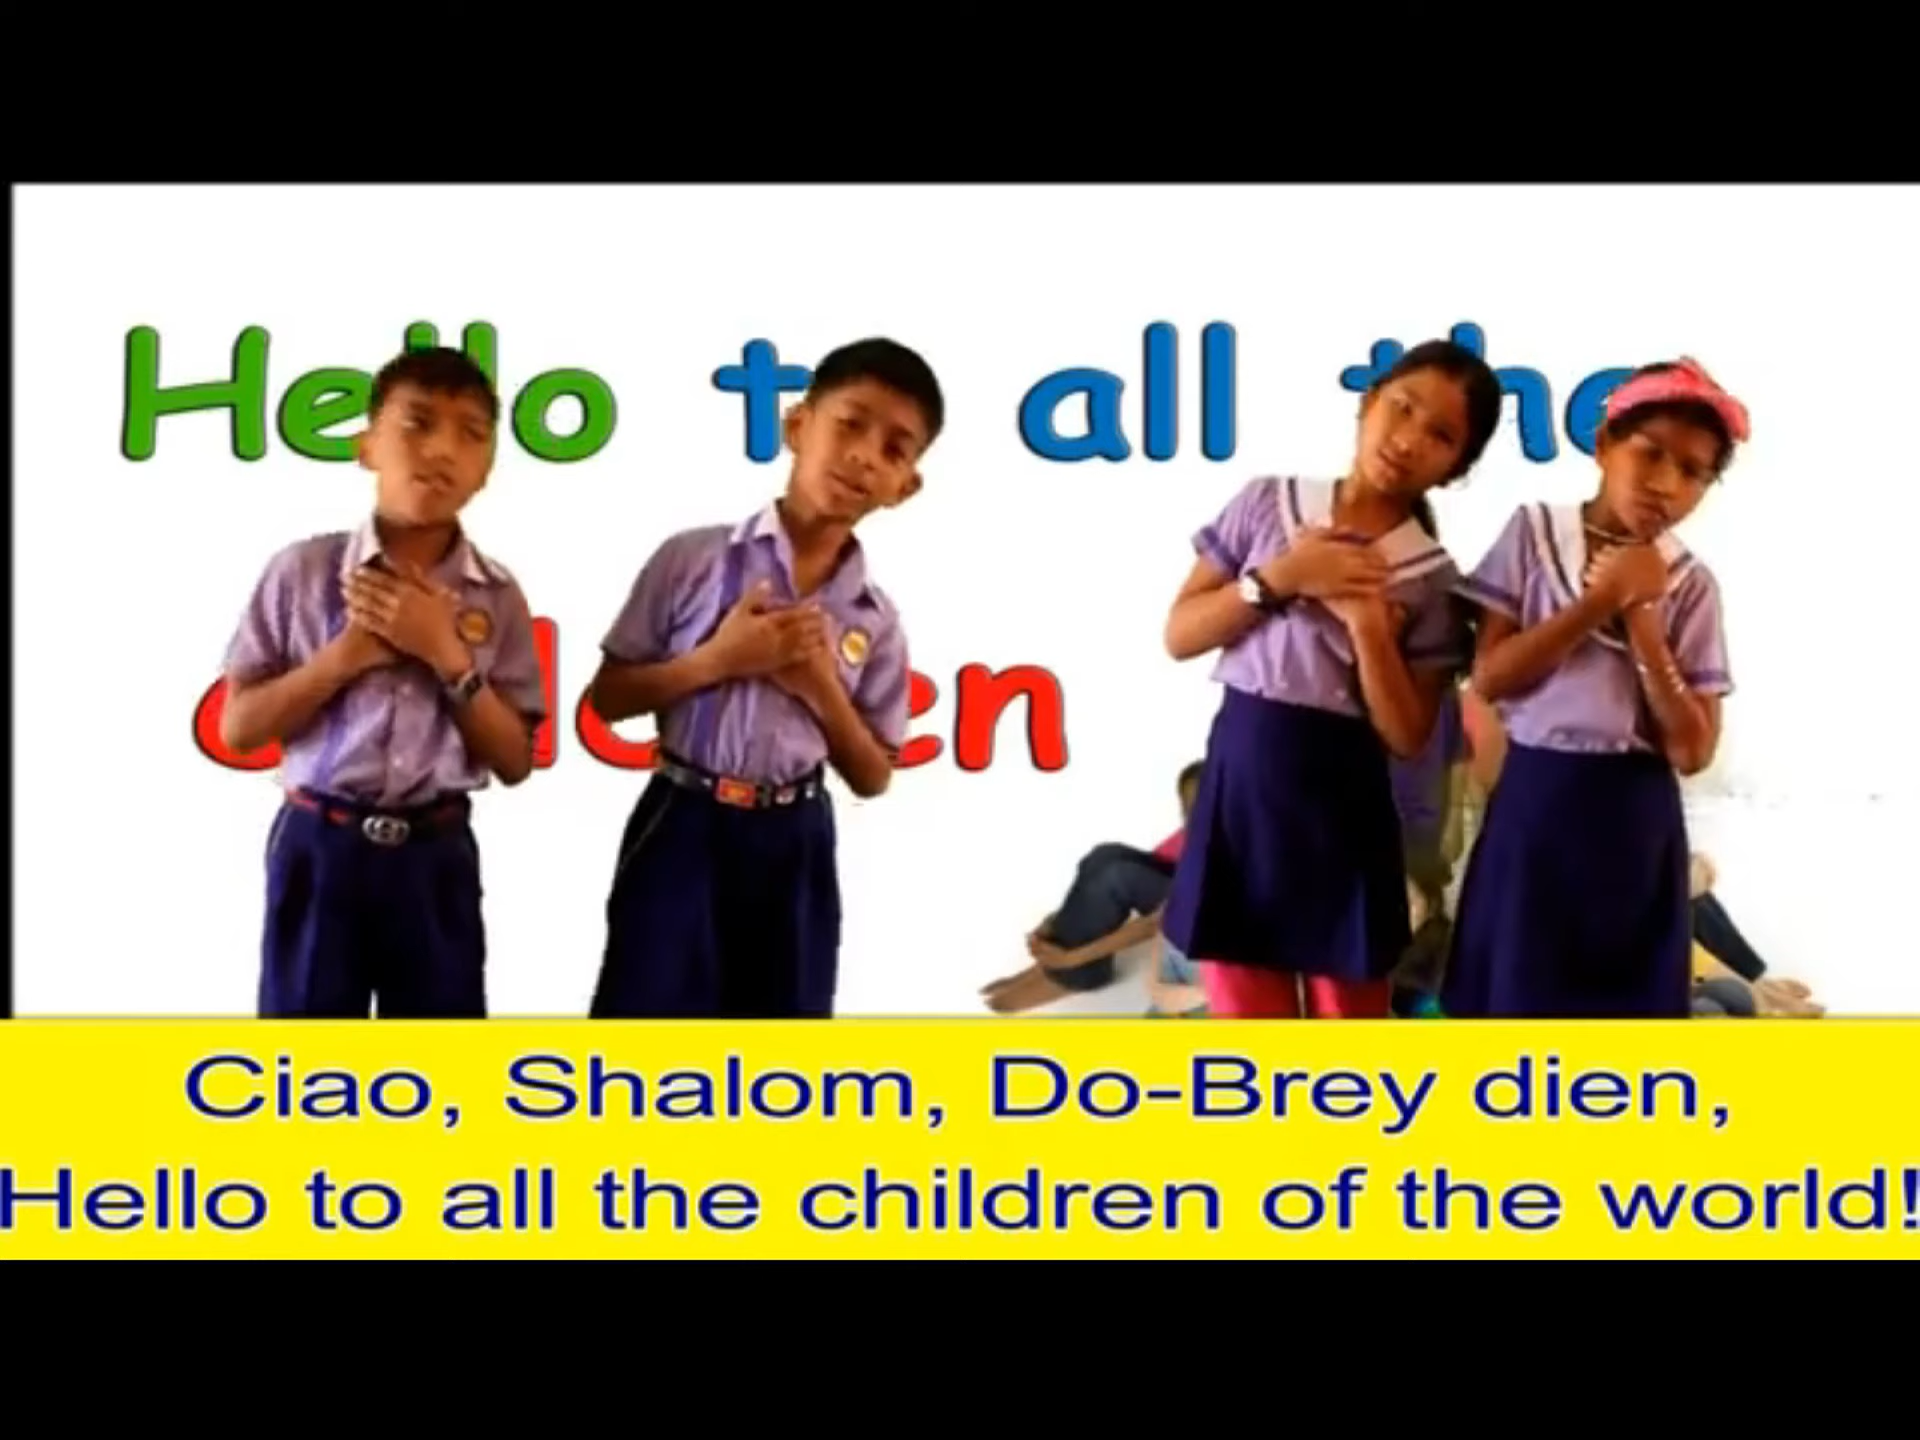 Hello to all the
children
Ciao, Shalom, Do-Brey dien,
Hello to all the children of the world!